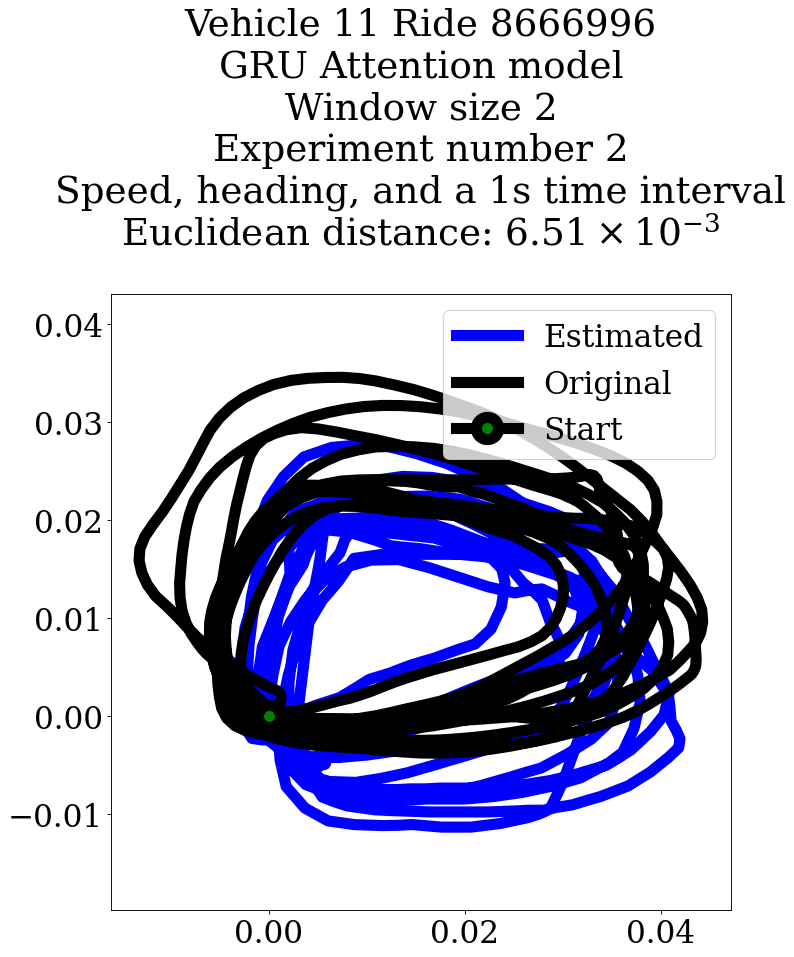 Vehicle 11 Ride 8666996
GRU Attention model
Window size 2
Experiment number 2
Speed, heading, and a 1s time interval
Euclidean distance: 6.51 × 10⁻³
Estimated
Original
Start
0.04
0.03
0.02
0.01
0.00
−0.01
0.00 0.02 0.04